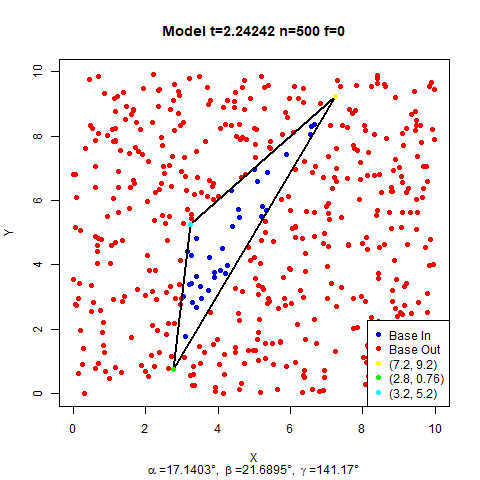 Model t=2.24242 n=500 f=0
10
8
6
4
2
0
Y
Base In
Base Out
(7.2, 9.2)
(2.8, 0.76)
(3.2, 5.2)
0 2 4 6 8 10
X
α=17.1403°, β=21.6895°, γ=141.17°